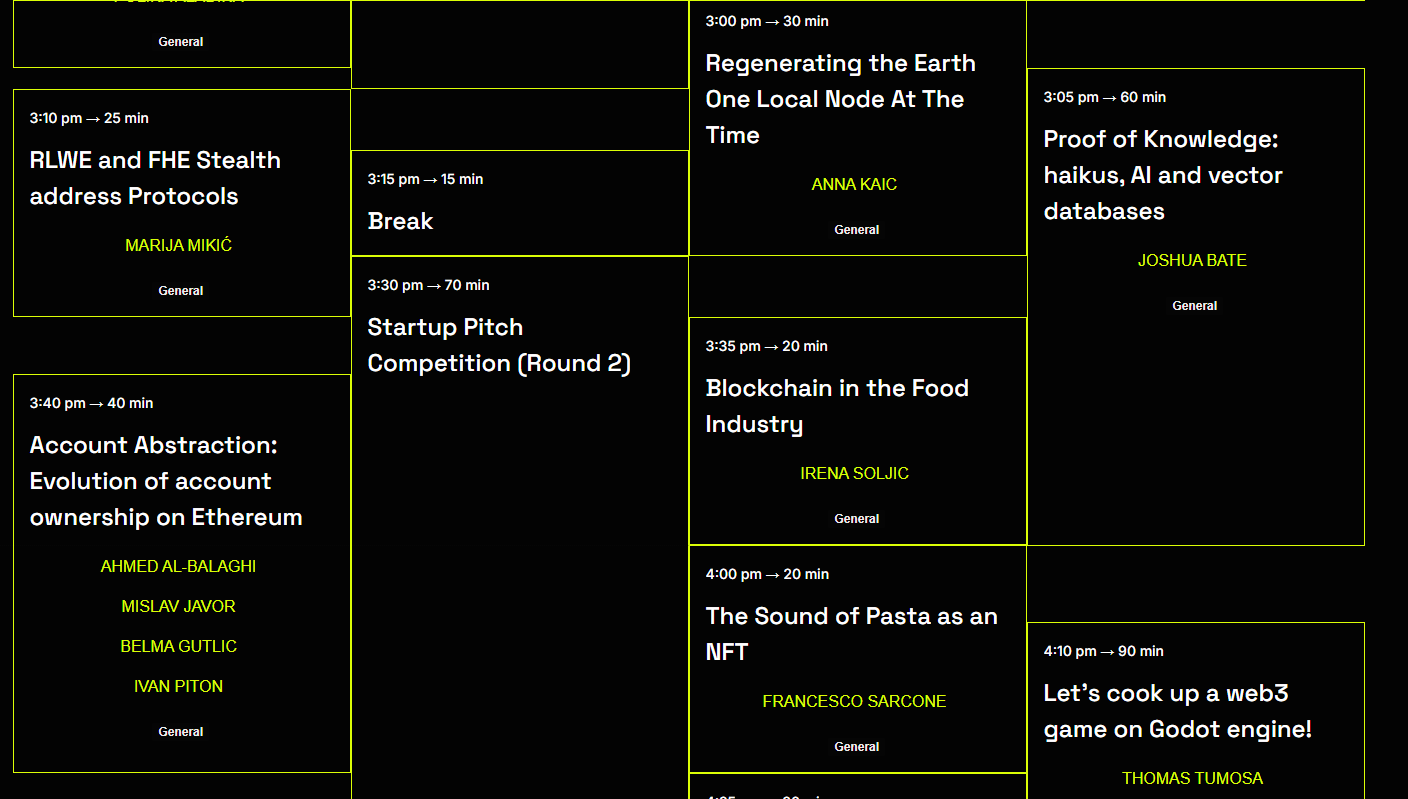 General
3:10 pm → 25 min
RLWE and FHE Stealth
address Protocols
MARIJA MIKIĆ
General
3:40 pm → 40 min
Account Abstraction:
Evolution of account
ownership on Ethereum
AHMED AL-BALAGHI
MISLAV JAVOR
BELMA GUTLIC
IVAN PITON
General
3:15 pm → 15 min
Break
3:30 pm → 70 min
Startup Pitch
Competition (Round 2)
3:00 pm → 30 min
Regenerating the Earth
One Local Node At The
Time
ANNA KAIC
General
3:35 pm → 20 min
Blockchain in the Food
Industry
IRENA SOLJIC
General
4:00 pm → 20 min
The Sound of Pasta as an
NFT
FRANCESCO SARCONE
General
3:05 pm → 60 min
Proof of Knowledge:
haikus, AI and vector
databases
JOSHUA BATE
General
4:10 pm → 90 min
Let’s cook up a web3
game on Godot engine!
THOMAS TUMOSA